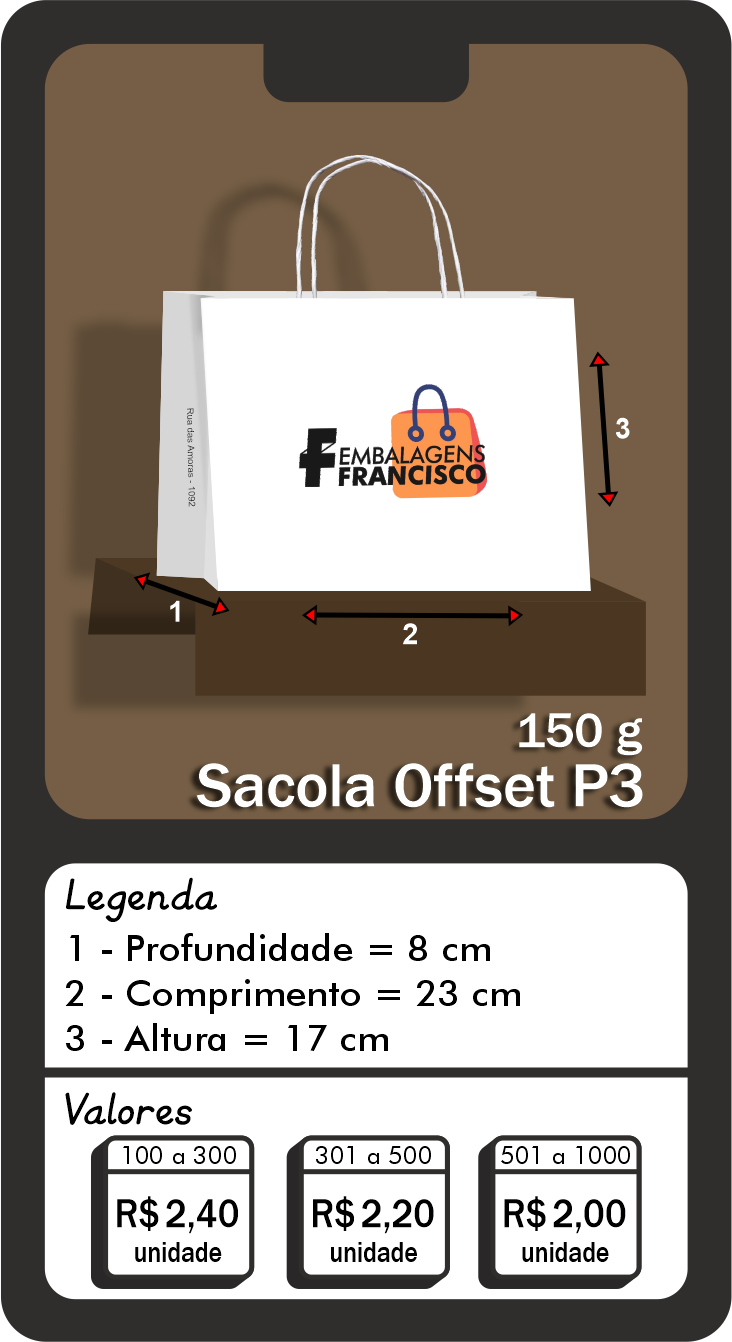 Rua das Amoras - 1092
EMBALAGENS
FRANCISCO
3
1
2
150 g
Sacola Offset P3
Legenda
1 - Profundidade = 8 cm
2 - Comprimento = 23 cm
3 - Altura = 17 cm
Valores
100 a 300
R$ 2,40
unidade
301 a 500
R$ 2,20
unidade
501 a 1000
R$ 2,00
unidade